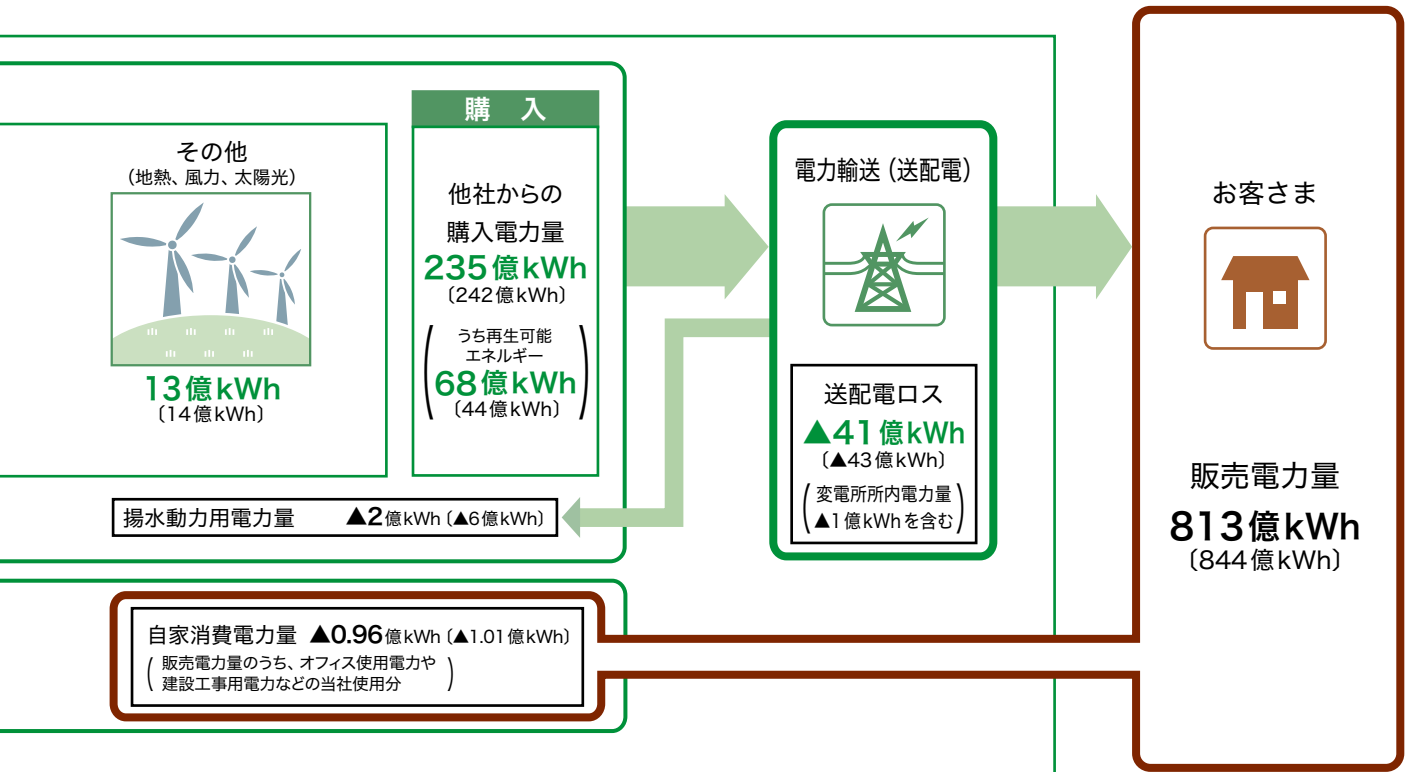 その他
(地熱、風力、太陽光)
13億kWh
〔14億kWh〕
購 入
他社からの
購入電力量
235億kWh
〔242億kWh〕
うち再生可能
エネルギー
68億kWh
〔44億kWh〕
揚水動力用電力量 ▲2億kWh〔▲6億kWh〕
電力輸送(送配電)
送配電ロス
▲41億kWh
〔▲43億kWh〕
(変電所所内電力量
▲1億kWhを含む)
お客さま
販売電力量
813億kWh
〔844億kWh〕
自家消費電力量 ▲0.96億kWh〔▲1.01億kWh〕
(販売電力量のうち、オフィス使用電力や
建設工事用電力などの当社使用分)